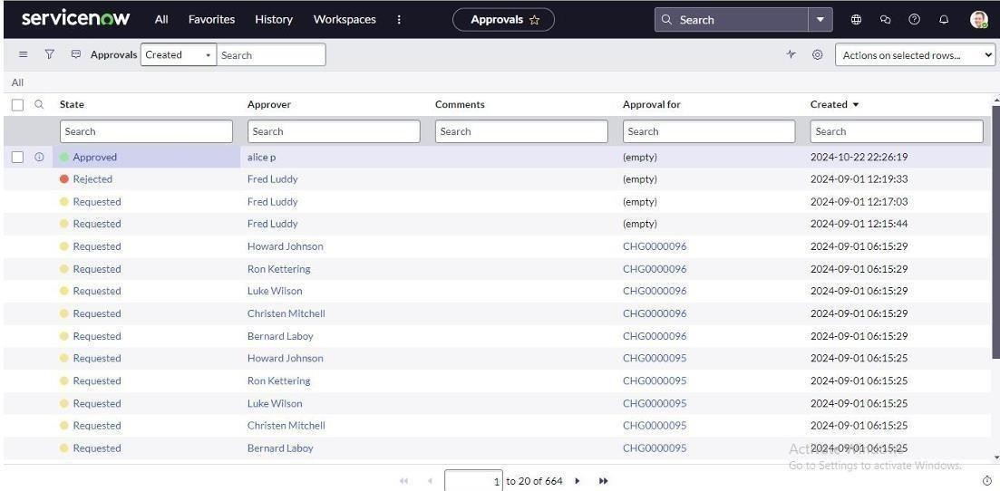 servicenow All Favorites History Workspaces Approvals Search
Approvals Created Search Actions on selected rows...
All
State Approver Comments Approval for Created
Search Search Search Search Search
Approved alice p (empty) 2024-10-22 22:26:19
Rejected Fred Luddy (empty) 2024-09-01 12:19:33
Requested Fred Luddy (empty) 2024-09-01 12:17:03
Requested Fred Luddy (empty) 2024-09-01 12:15:44
Requested Howard Johnson CHG0000096 2024-09-01 06:15:29
Requested Ron Kettering CHG0000096 2024-09-01 06:15:29
Requested Luke Wilson CHG0000096 2024-09-01 06:15:29
Requested Christen Mitchell CHG0000096 2024-09-01 06:15:29
Requested Bernard Laboy CHG0000096 2024-09-01 06:15:29
Requested Howard Johnson CHG0000095 2024-09-01 06:15:25
Requested Ron Kettering CHG0000095 2024-09-01 06:15:25
Requested Luke Wilson CHG0000095 2024-09-01 06:15:25
Requested Christen Mitchell CHG0000095 2024-09-01 06:15:25
Requested Bernard Laboy CHG0000095 2024-09-01 06:15:25
Activate Windows
Go to Settings to activate Windows.
1 to 20 of 664